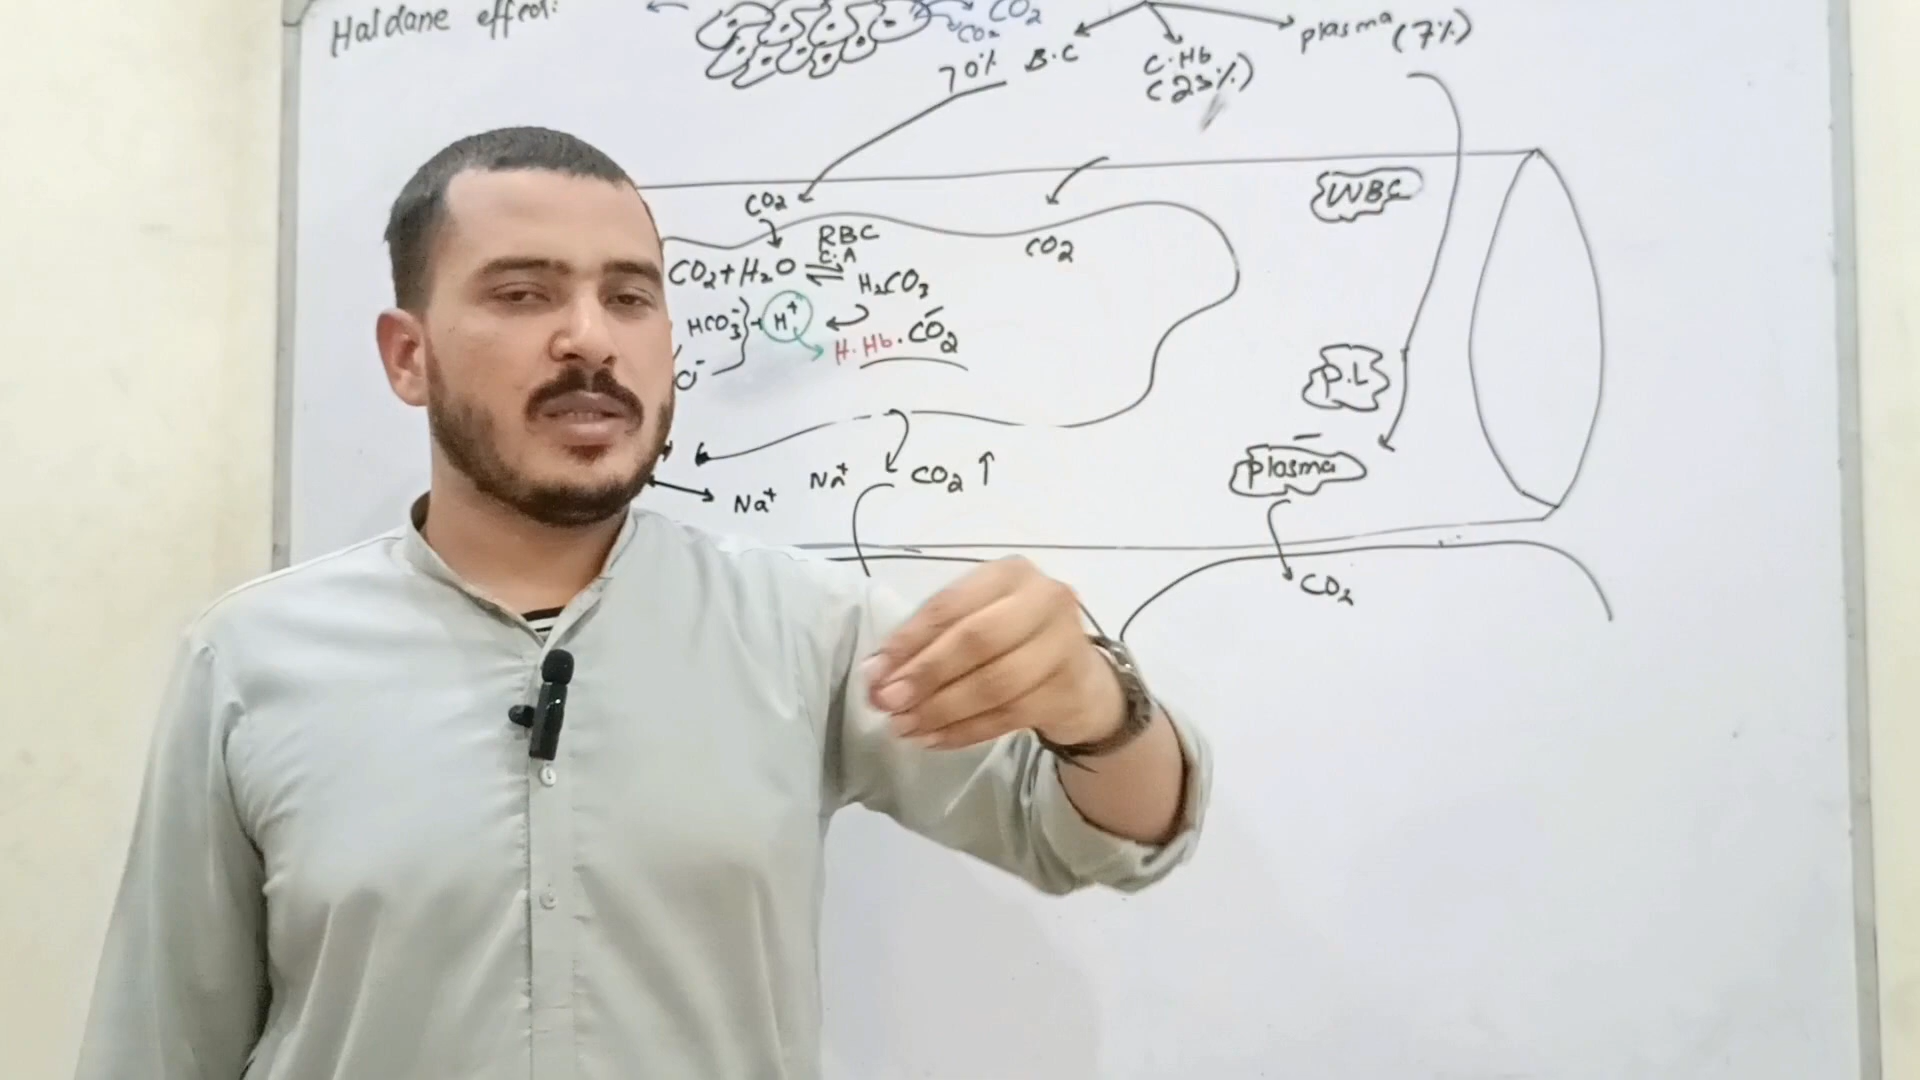 Haldane effect:
CO2
CO2
70% B.C
C.Hb
(23%)
plasma (7%)
CO2
RBC
C.A
CO2+H2O ⇌ H2CO3
HCO3⁻ + H⁺
H.Hb.CO2
CO2
WBC
P.L
plasma
Na⁺
Na⁺
CO2↑
CO2